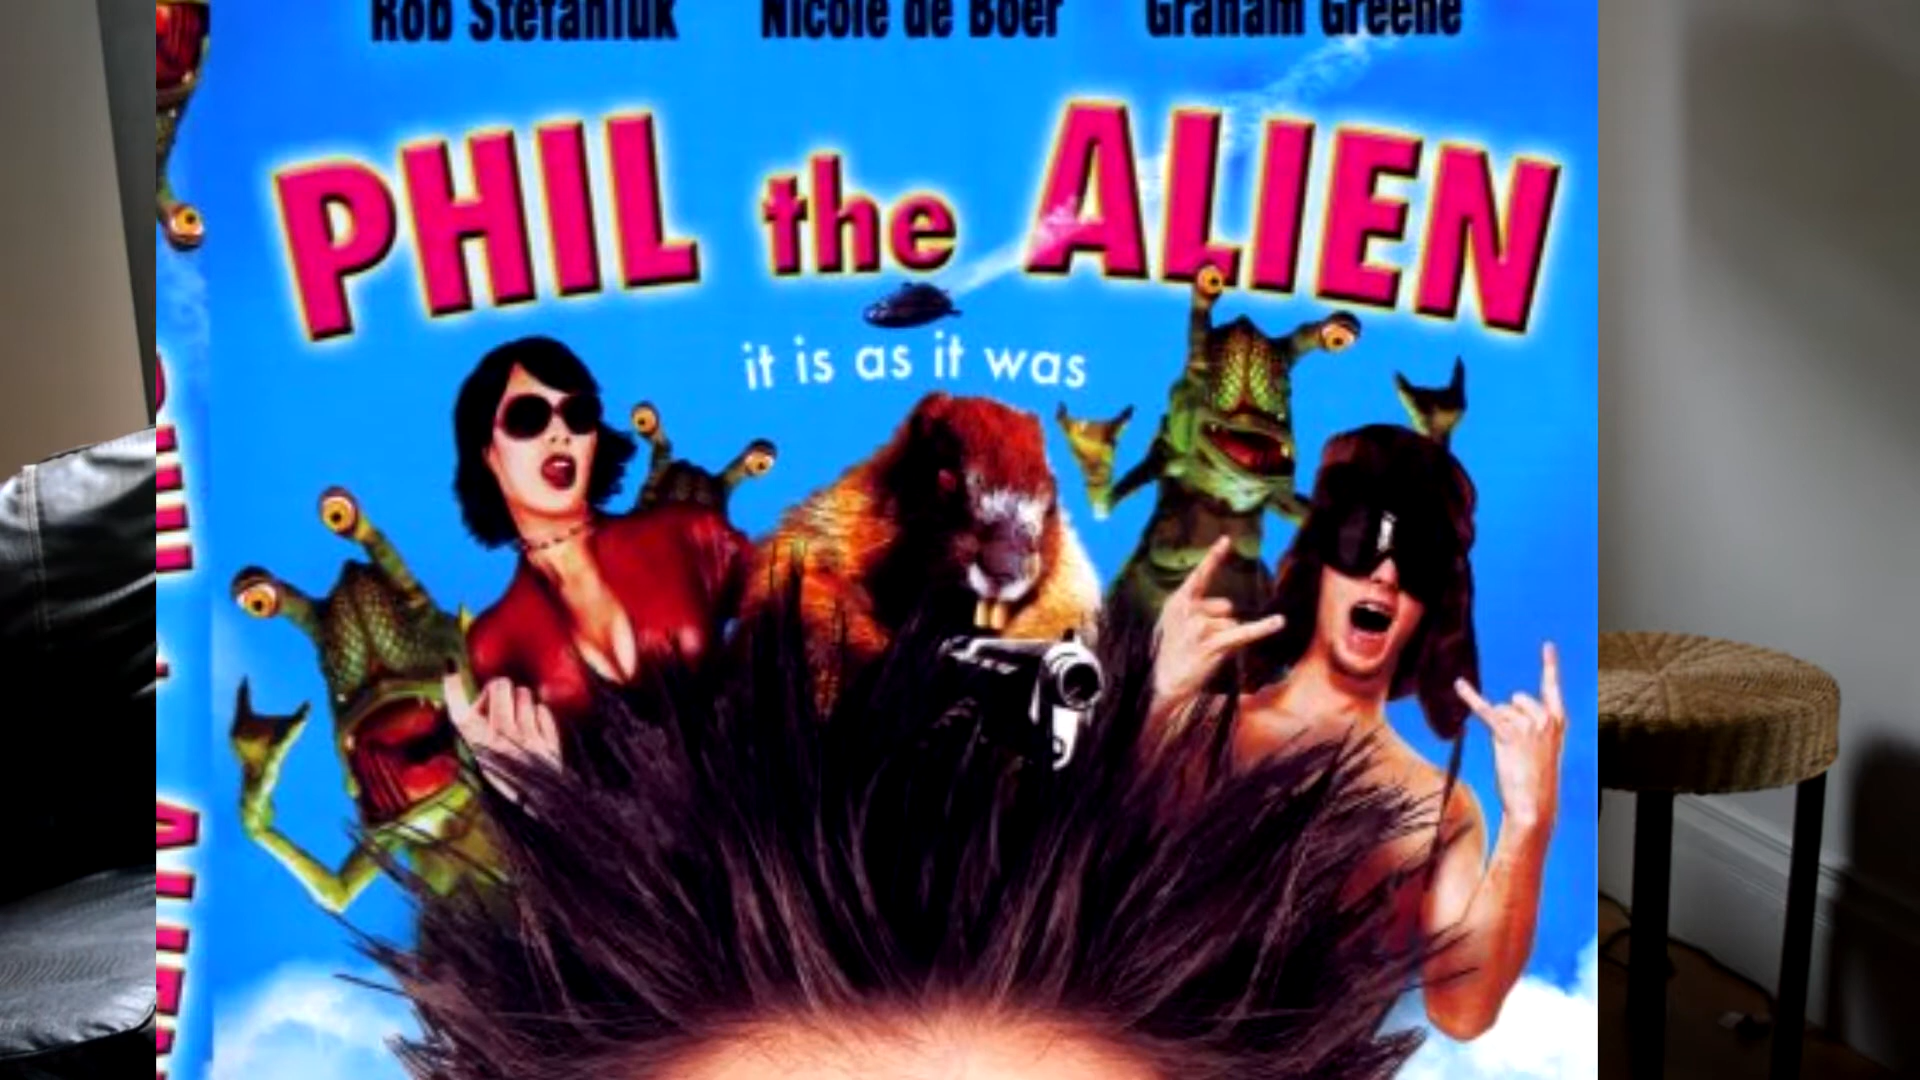 Rob Stefaniuk Nicole de Boer Graham Greene
PHIL the ALIEN
it is as it was